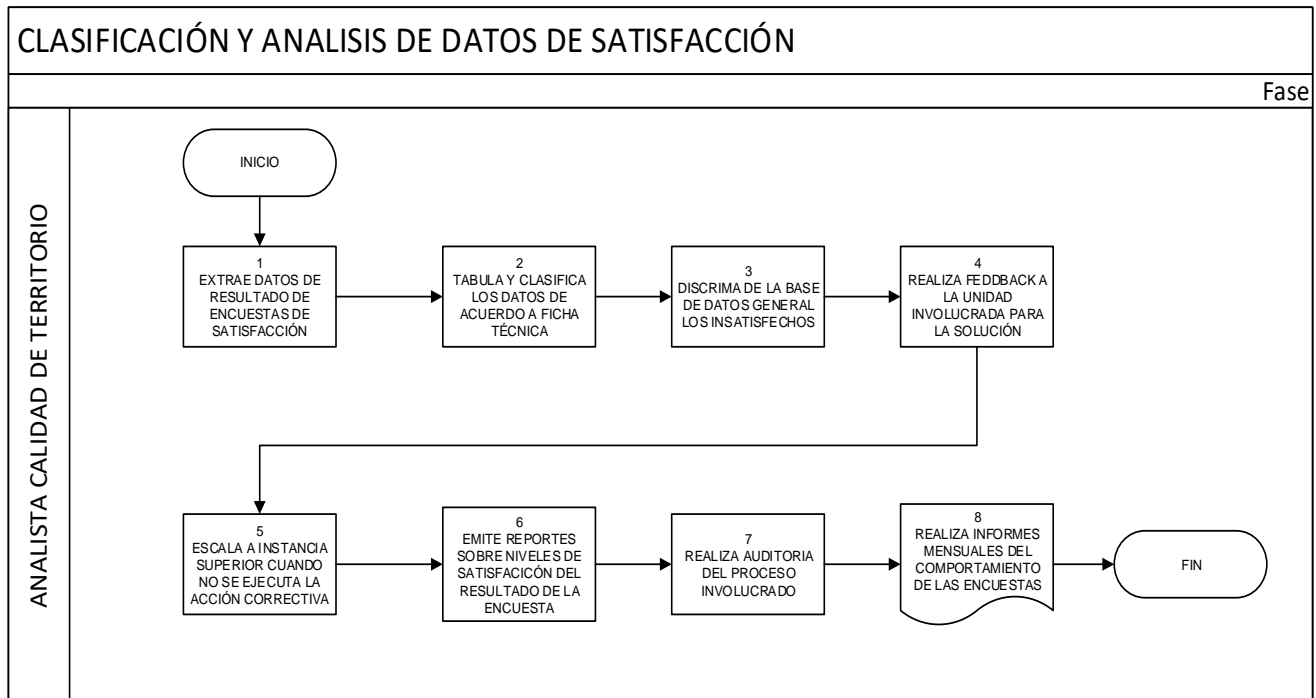 CLASIFICACIÓN Y ANALISIS DE DATOS DE SATISFACCIÓN
Fase
ANALISTA CALIDAD DE TERRITORIO
INICIO
1
EXTRAE DATOS DE
RESULTADO DE
ENCUESTAS DE
SATISFACCIÓN
2
TABULA Y CLASIFICA
LOS DATOS DE
ACUERDO A FICHA
TÉCNICA
3
DISCRIMA DE LA BASE
DE DATOS GENERAL
LOS INSATISFECHOS
4
REALIZA FEDDBACK A
LA UNIDAD
INVOLUCRADA PARA
LA SOLUCIÓN
5
ESCALA A INSTANCIA
SUPERIOR CUANDO
NO SE EJECUTA LA
ACCIÓN CORRECTIVA
6
EMITE REPORTES
SOBRE NIVELES DE
SATISFACICÓN DEL
RESULTADO DE LA
ENCUESTA
7
REALIZA AUDITORIA
DEL PROCESO
INVOLUCRADO
8
REALIZA INFORMES
MENSUALES DEL
COMPORTAMIENTO
DE LAS ENCUESTAS
FIN